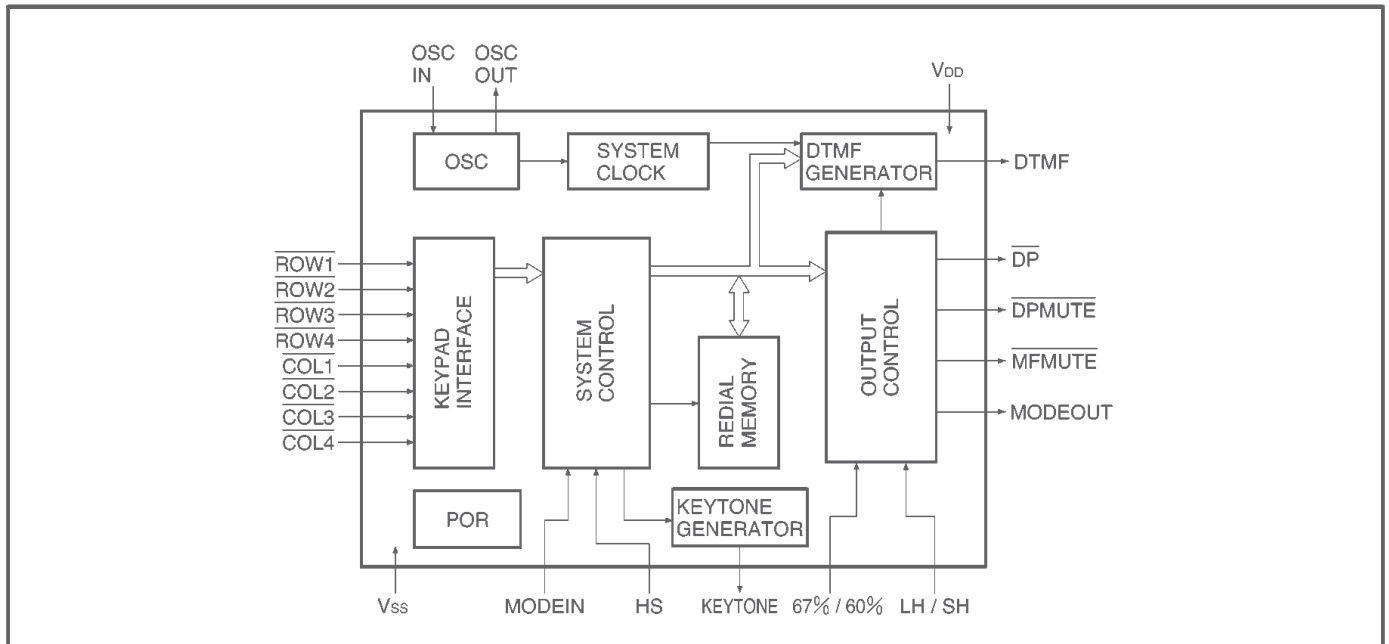 OSC IN
OSC OUT
VDD
OSC
SYSTEM
CLOCK
DTMF
GENERATOR
DTMF
ROW1
ROW2
ROW3
ROW4
COL1
COL2
COL3
COL4
KEYPAD
INTERFACE
SYSTEM
CONTROL
REDIAL
MEMORY
OUTPUT
CONTROL
DP
DPMUTE
MFMUTE
MODEOUT
POR
KEYTONE
GENERATOR
VSS
MODEIN
HS
KEYTONE
67% / 60%
LH / SH